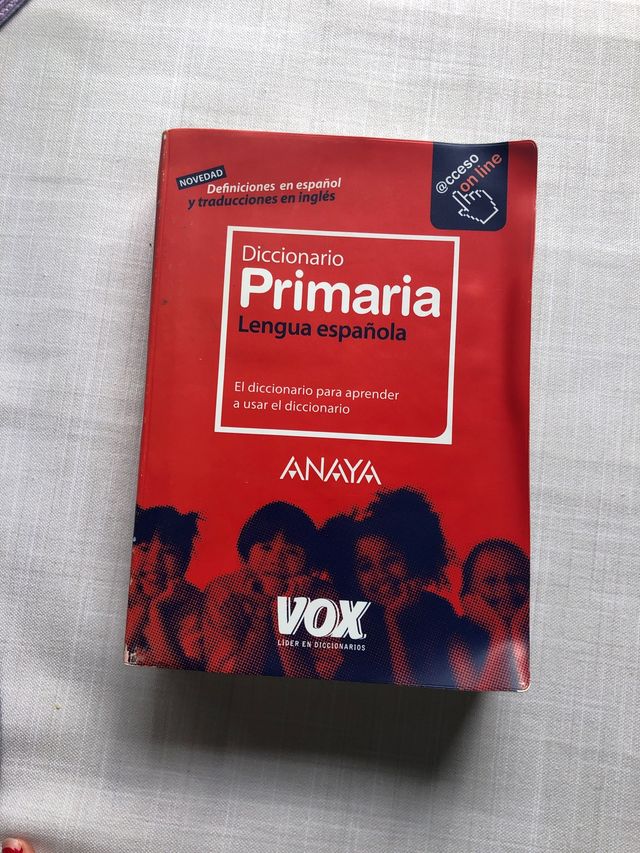 NOVEDAD
Definiciones en español
y traducciones en inglés
@cceso
on line
Diccionario
Primaria
Lengua española
El diccionario para aprender
a usar el diccionario
ANAYA
VOX
LÍDER EN DICCIONARIOS